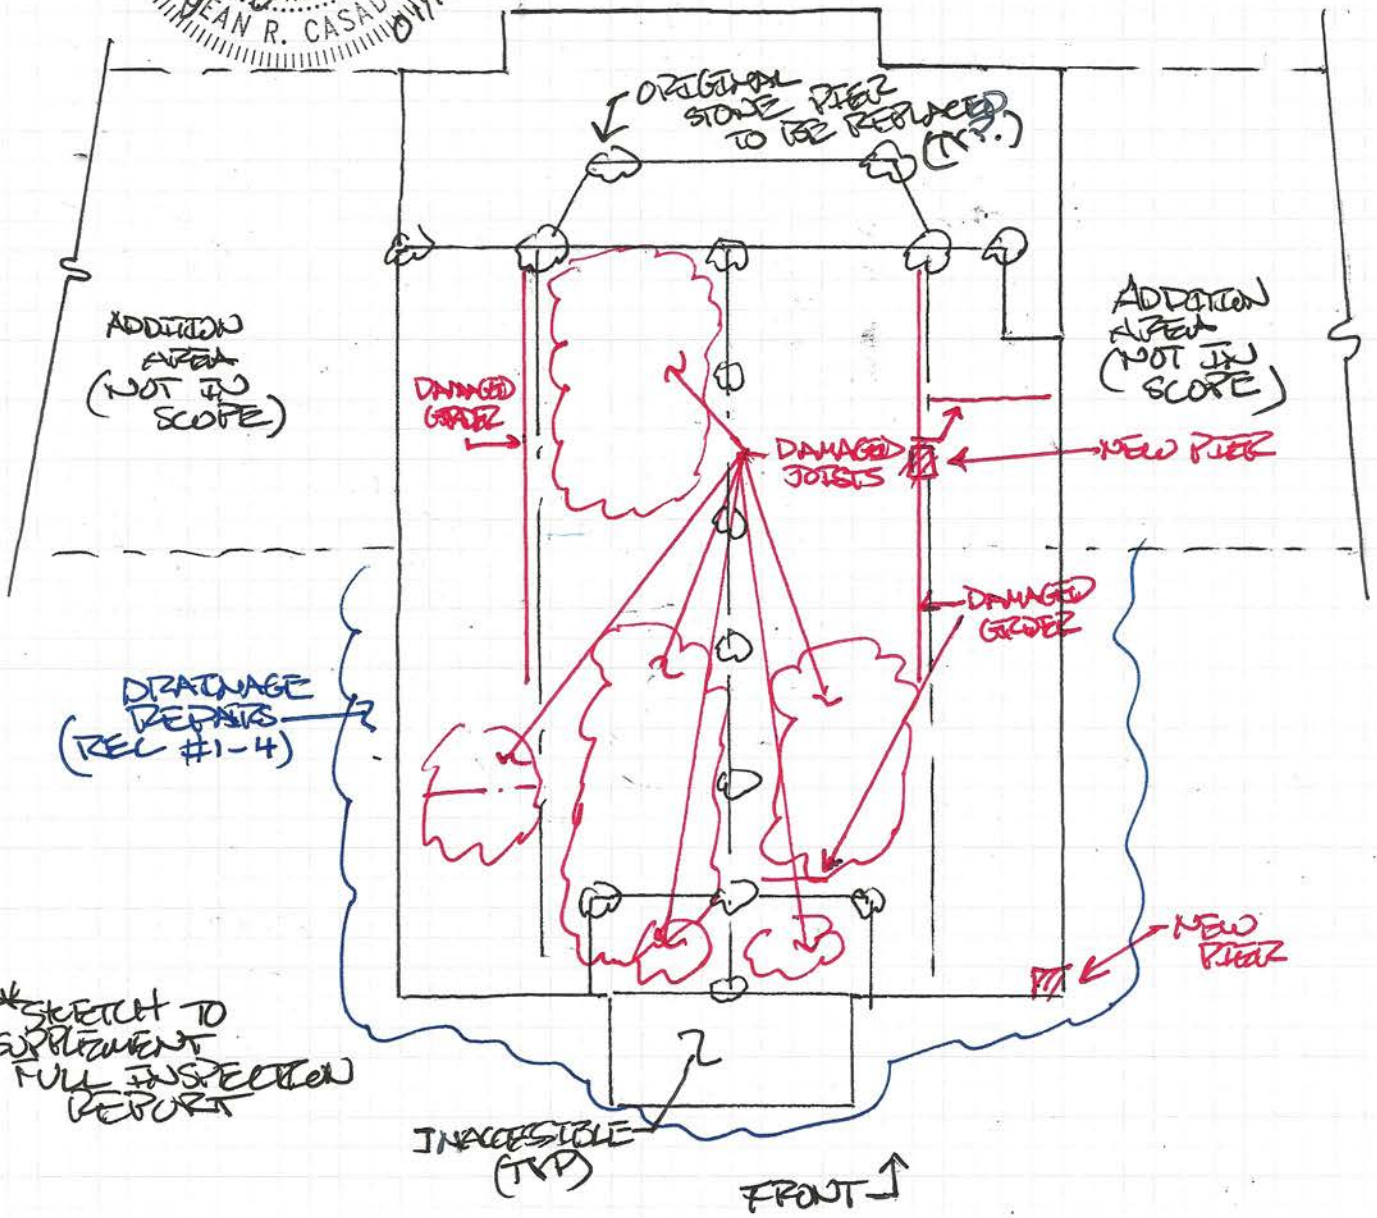 DEAN R. CASAD
ORIGINAL
STONE PIER
TO BE REPLACED
(TYP.)
ADDITION
AREA
(NOT IN
SCOPE)
ADDITION
AREA
(NOT IN
SCOPE)
DAMAGED
GIRDER
DAMAGED
JOISTS
NEW PIER
DAMAGED
GIRDER
DRAINAGE
REPAIRS
(REC #1-4)
NEW
PIER
*SKETCH TO
SUPPLEMENT
FULL INSPECTION
REPORT
INACCESSIBLE
(TYP)
FRONT